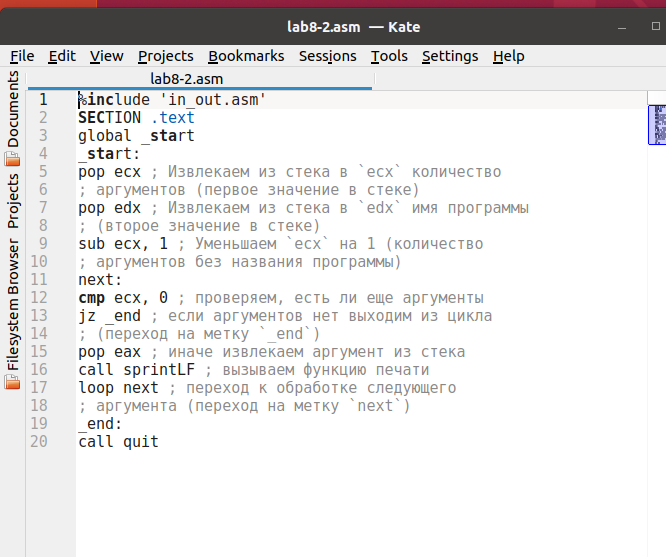 lab8-2.asm — Kate
File Edit View Projects Bookmarks Sessions Tools Settings Help
Documents
Projects
Filesystem Browser
lab8-2.asm
1 %include 'in_out.asm'
2 SECTION .text
3 global _start
4 _start:
5 pop ecx ; Извлекаем из стека в `ecx` количество
6 ; аргументов (первое значение в стеке)
7 pop edx ; Извлекаем из стека в `edx` имя программы
8 ; (второе значение в стеке)
9 sub ecx, 1 ; Уменьшаем `ecx` на 1 (количество
10 ; аргументов без названия программы)
11 next:
12 cmp ecx, 0 ; проверяем, есть ли еще аргументы
13 jz _end ; если аргументов нет выходим из цикла
14 ; (переход на метку `_end`)
15 pop eax ; иначе извлекаем аргумент из стека
16 call sprintLF ; вызываем функцию печати
17 loop next ; переход к обработке следующего
18 ; аргумента (переход на метку `next`)
19 _end:
20 call quit